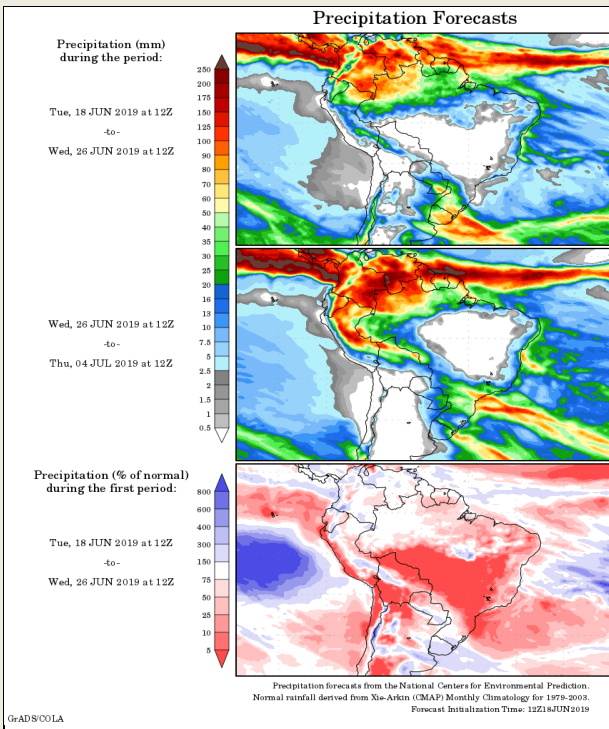 Precipitation Forecasts
Precipitation (mm)
during the period:
Tue, 18 JUN 2019 at 12Z
-to-
Wed, 26 JUN 2019 at 12Z
250
200
175
150
125
100
90
80
70
60
50
40
35
30
25
20
16
13
10
7.5
5
2.5
2
1.5
1
0.5
Wed, 26 JUN 2019 at 12Z
-to-
Thu, 04 JUL 2019 at 12Z
Precipitation (% of normal)
during the first period:
Tue, 18 JUN 2019 at 12Z
-to-
Wed, 26 JUN 2019 at 12Z
800
600
400
300
150
75
50
25
10
5
Precipitation forecasts from the National Centers for Environmental Prediction.
Normal rainfall derived from Xie-Arkin (CMAP) Monthly Climatology for 1979-2003.
Forecast Initialization Time: 12Z18JUN2019
GrADS/COLA